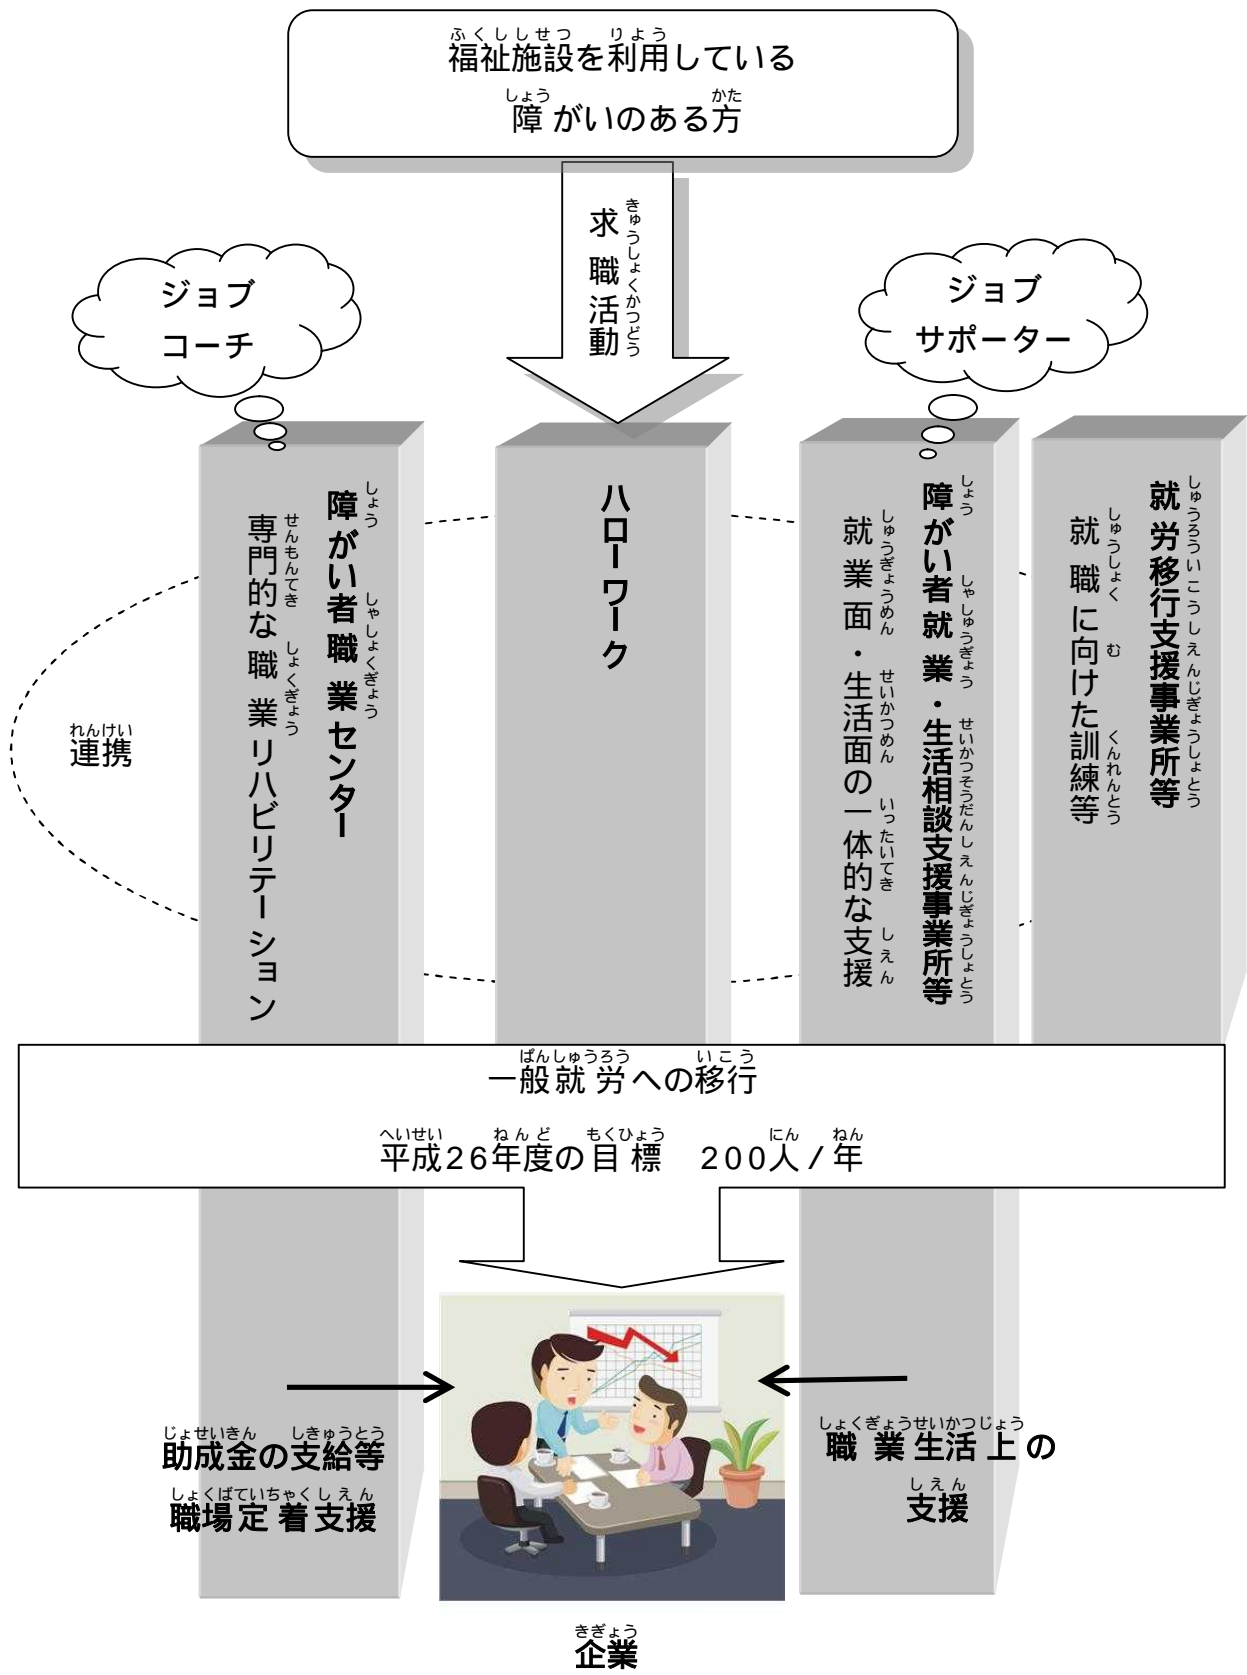 福祉施設を利用している
障がいのある方
求職活動
ジョブ
コーチ
ジョブ
サポーター
障がい者職業センター
専門的な職業リハビリテーション
ハローワーク
障がい者就業・生活相談支援事業所等
就業面・生活面の一体的な支援
就労移行支援事業所等
就職に向けた訓練等
連携
一般就労への移行
平成26年度の目標　200人/年
助成金の支給等
職場定着支援
職業生活上の
支援
企業